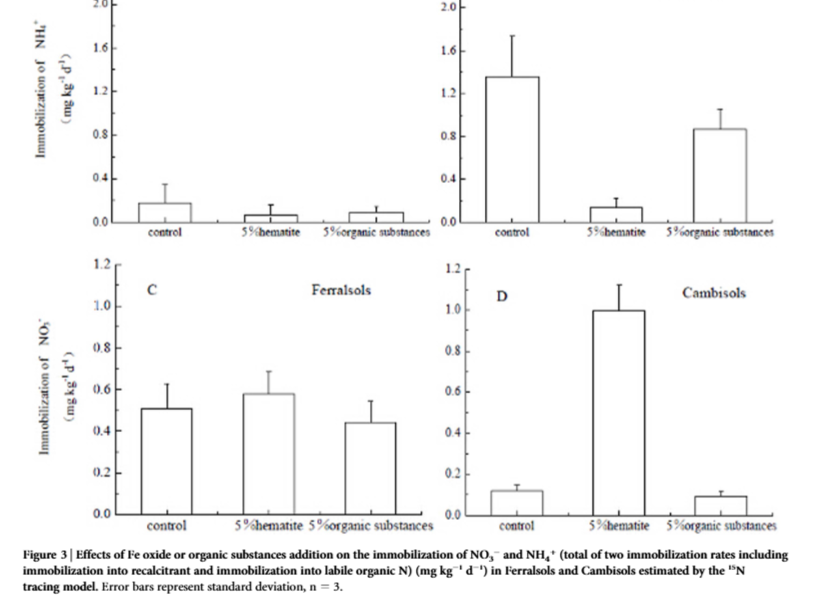 2.0
1.6
1.2
0.8
0.4
0.0
Immobilization of NH₄⁺
(mg kg⁻¹d⁻¹)
control 5%hematite 5%organic substances
2.0
1.6
1.2
0.8
0.4
0.0
control 5%hematite 5%organic substances
1.2
1.0
0.8
0.6
0.4
0.2
0.0
Immobilization of NO₃⁻
(mg kg⁻¹d⁻¹)
C Ferralsols
control 5%hematite 5%organic substances
1.2
1.0
0.8
0.6
0.4
0.2
0.0
D Cambisols
control 5%hematite 5%organic substances
Figure 3 | Effects of Fe oxide or organic substances addition on the immobilization of NO₃⁻ and NH₄⁺ (total of two immobilization rates including
immobilization into recalcitrant and immobilization into labile organic N) (mg kg⁻¹ d⁻¹) in Ferralsols and Cambisols estimated by the ¹⁵N
tracing model. Error bars represent standard deviation, n = 3.